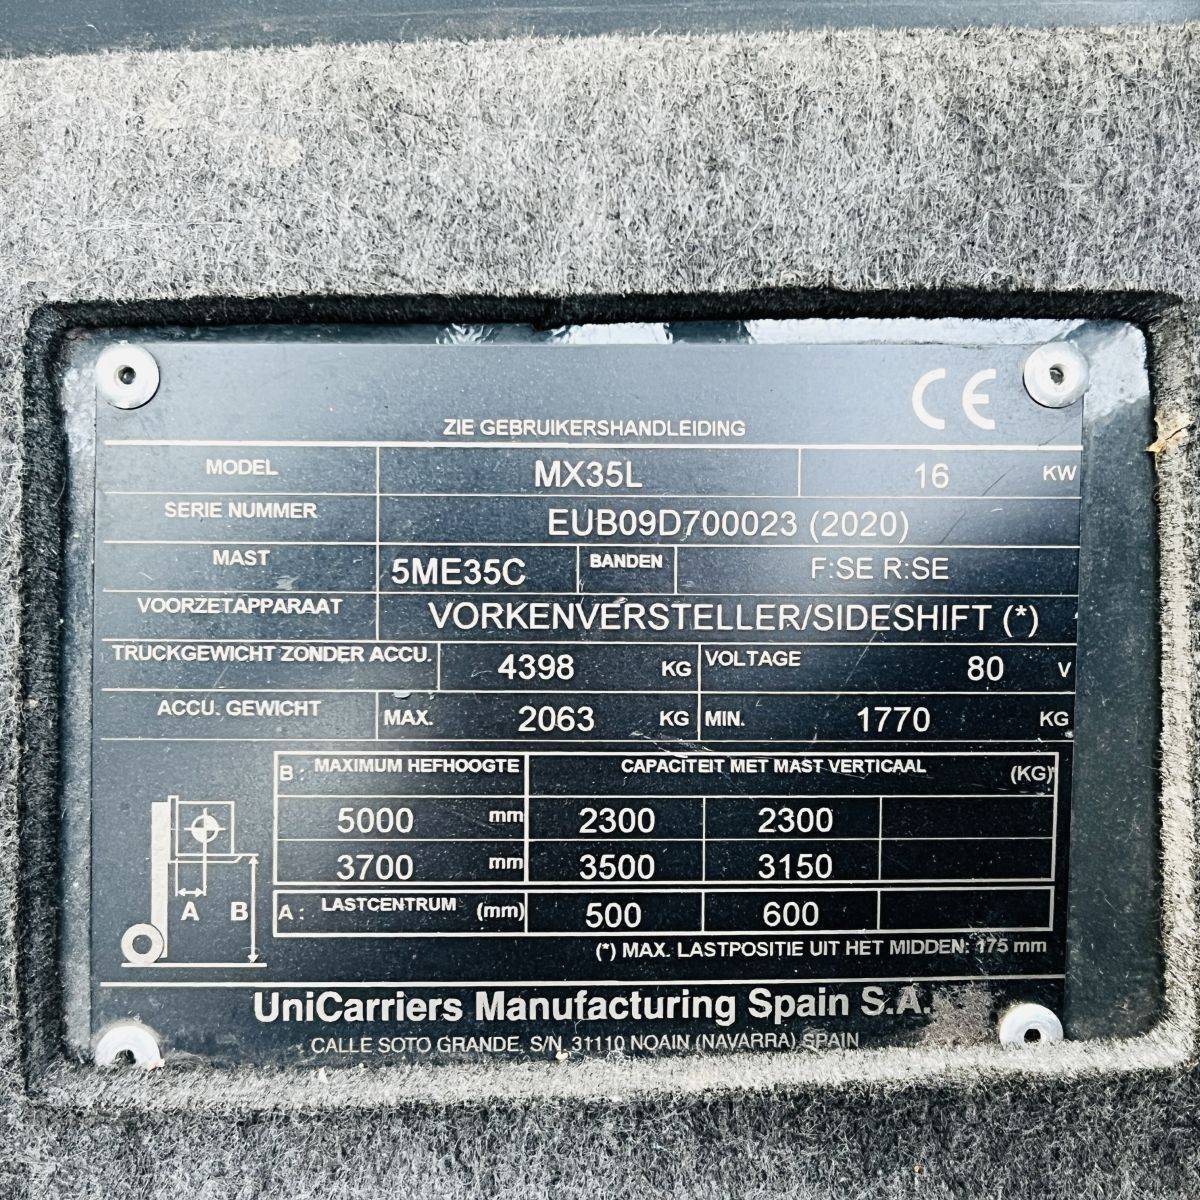 CE
ZIE GEBRUIKERSHANDLEIDING
MODEL MX35L 16 KW
SERIE NUMMER EUB09D700023 (2020)
MAST 5ME35C BANDEN F:SE R:SE
VOORZETAPPARAAT VORKENVERSTELLER/SIDESHIFT (*)
TRUCKGEWICHT ZONDER ACCU. 4398 KG VOLTAGE 80 V
ACCU. GEWICHT MAX. 2063 KG MIN. 1770 KG
B : MAXIMUM HEFHOOGTE CAPACITEIT MET MAST VERTICAAL (KG)
5000 mm 2300 2300
3700 mm 3500 3150
A B
A : LASTCENTRUM (mm) 500 600
(*) MAX. LASTPOSITIE UIT HET MIDDEN: 175 mm
UniCarriers Manufacturing Spain S.A.
CALLE SOTO GRANDE, S/N, 31110 NOAIN (NAVARRA) SPAIN